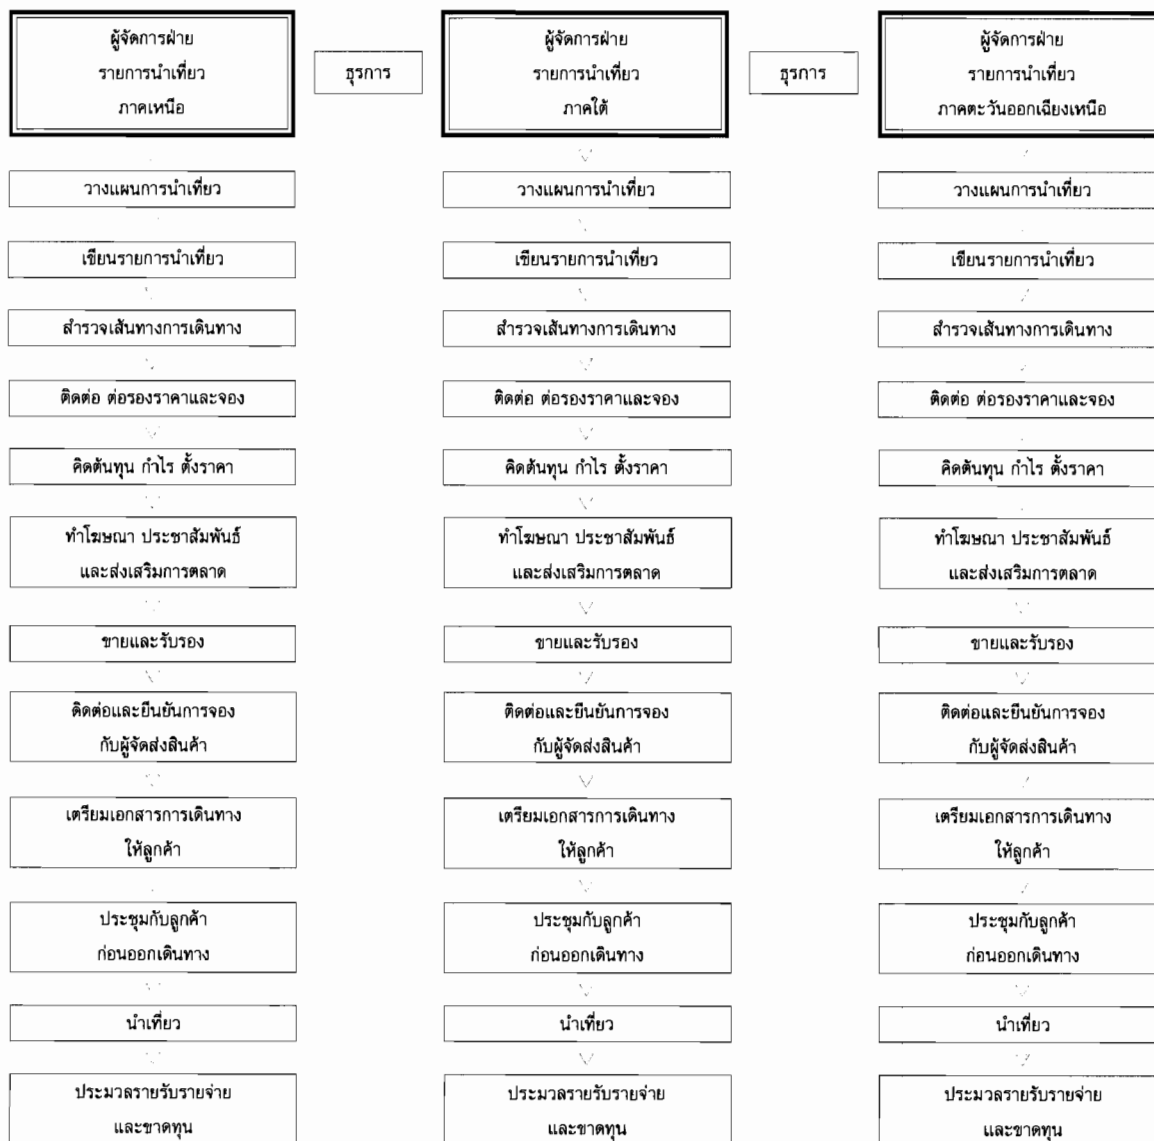 ผู้จัดการฝ่าย
รายการนำเที่ยว
ภาคเหนือ
วางแผนการนำเที่ยว
เขียนรายการนำเที่ยว
สำรวจเส้นทางการเดินทาง
ติดต่อ ต่อรองราคาและจอง
คิดต้นทุน กำไร ตั้งราคา
ทำโฆษณา ประชาสัมพันธ์
และส่งเสริมการตลาด
ขายและรับรอง
ติดต่อและยืนยันการจอง
กับผู้จัดส่งสินค้า
เตรียมเอกสารการเดินทาง
ให้ลูกค้า
ประชุมกับลูกค้า
ก่อนออกเดินทาง
นำเที่ยว
ประมวลรายรับรายจ่าย
และขาดทุน
ธุรการ
ผู้จัดการฝ่าย
รายการนำเที่ยว
ภาคใต้
วางแผนการนำเที่ยว
เขียนรายการนำเที่ยว
สำรวจเส้นทางการเดินทาง
ติดต่อ ต่อรองราคาและจอง
คิดต้นทุน กำไร ตั้งราคา
ทำโฆษณา ประชาสัมพันธ์
และส่งเสริมการตลาด
ขายและรับรอง
ติดต่อและยืนยันการจอง
กับผู้จัดส่งสินค้า
เตรียมเอกสารการเดินทาง
ให้ลูกค้า
ประชุมกับลูกค้า
ก่อนออกเดินทาง
นำเที่ยว
ประมวลรายรับรายจ่าย
และขาดทุน
ธุรการ
ผู้จัดการฝ่าย
รายการนำเที่ยว
ภาคตะวันออกเฉียงเหนือ
วางแผนการนำเที่ยว
เขียนรายการนำเที่ยว
สำรวจเส้นทางการเดินทาง
ติดต่อ ต่อรองราคาและจอง
คิดต้นทุน กำไร ตั้งราคา
ทำโฆษณา ประชาสัมพันธ์
และส่งเสริมการตลาด
ขายและรับรอง
ติดต่อและยืนยันการจอง
กับผู้จัดส่งสินค้า
เตรียมเอกสารการเดินทาง
ให้ลูกค้า
ประชุมกับลูกค้า
ก่อนออกเดินทาง
นำเที่ยว
ประมวลรายรับรายจ่าย
และขาดทุน